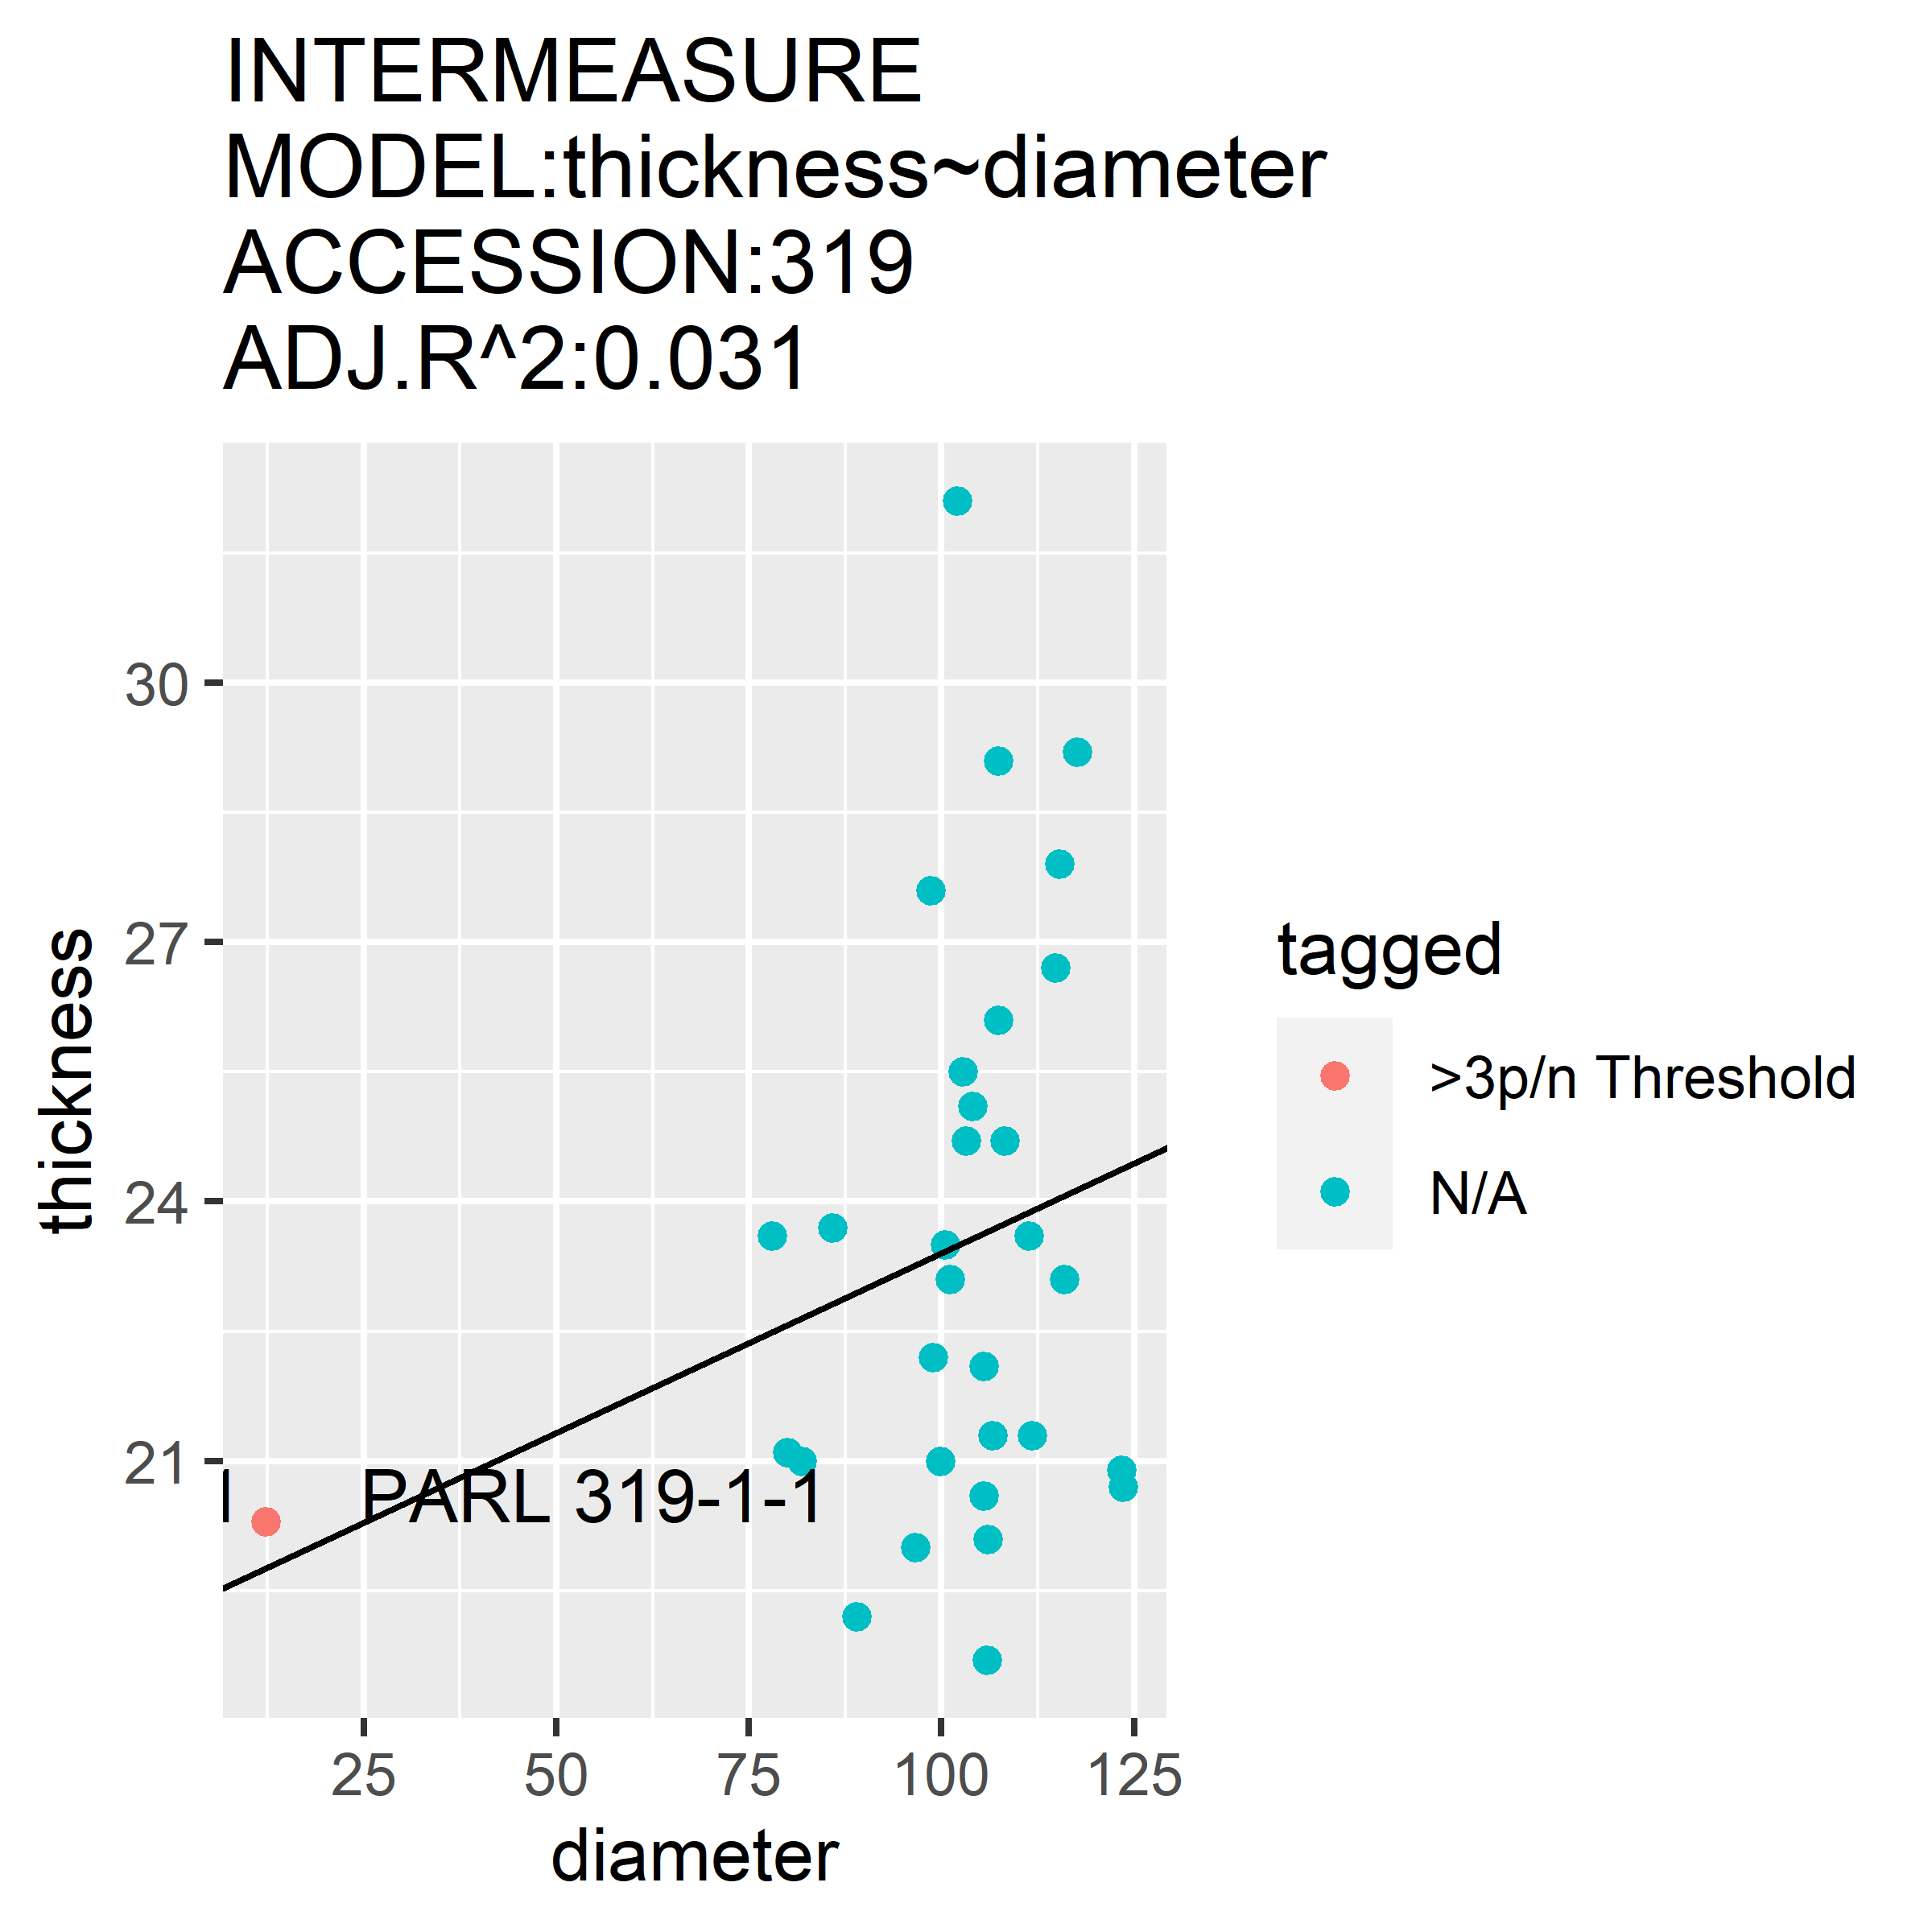 INTERMEASURE
MODEL:thickness~diameter
ACCESSION:319
ADJ.R^2:0.031
30
27
24
21
thickness
PARL 319-1-1
25 50 75 100 125
diameter
tagged
>3p/n Threshold
N/A